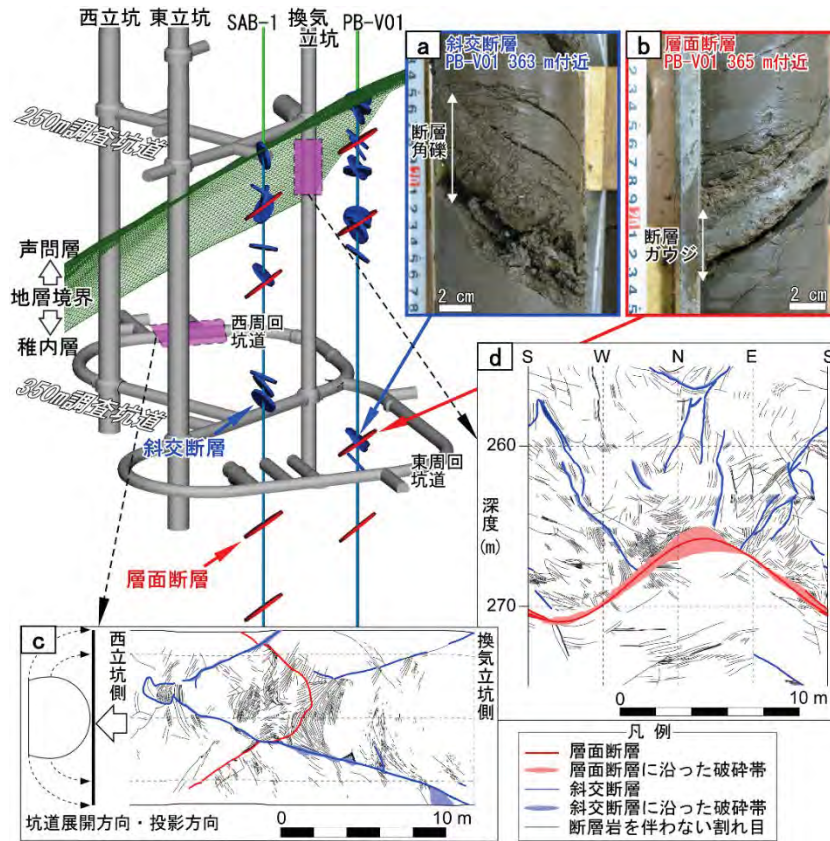 西立坑
東立坑
SAB-1
換気立坑
PB-V01
250m調査坑道
声問層
地層境界
稚内層
西周回坑道
350m調査坑道
斜交断層
東周回坑道
層面断層
a
斜交断層
PB-V01 363 m付近
断層角礫
2 cm
b
層面断層
PB-V01 365 m付近
断層ガウジ
2 cm
d
S W N E S
260
深度(m)
270
0 10 m
c
西立坑側
換気立坑側
坑道展開方向・投影方向
0 10 m
凡 例
層面断層
層面断層に沿った破砕帯
斜交断層
斜交断層に沿った破砕帯
断層岩を伴わない割れ目